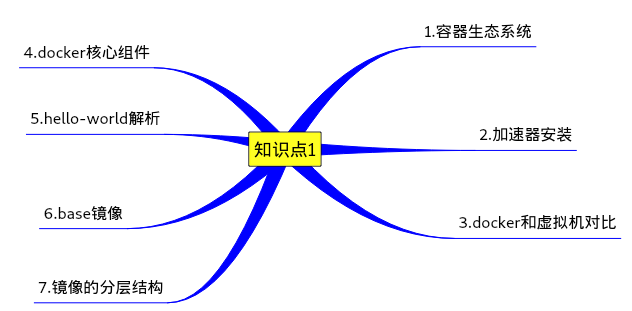 知识点1
1.容器生态系统
2.加速器安装
3.docker和虚拟机对比
4.docker核心组件
5.hello-world解析
6.base镜像
7.镜像的分层结构